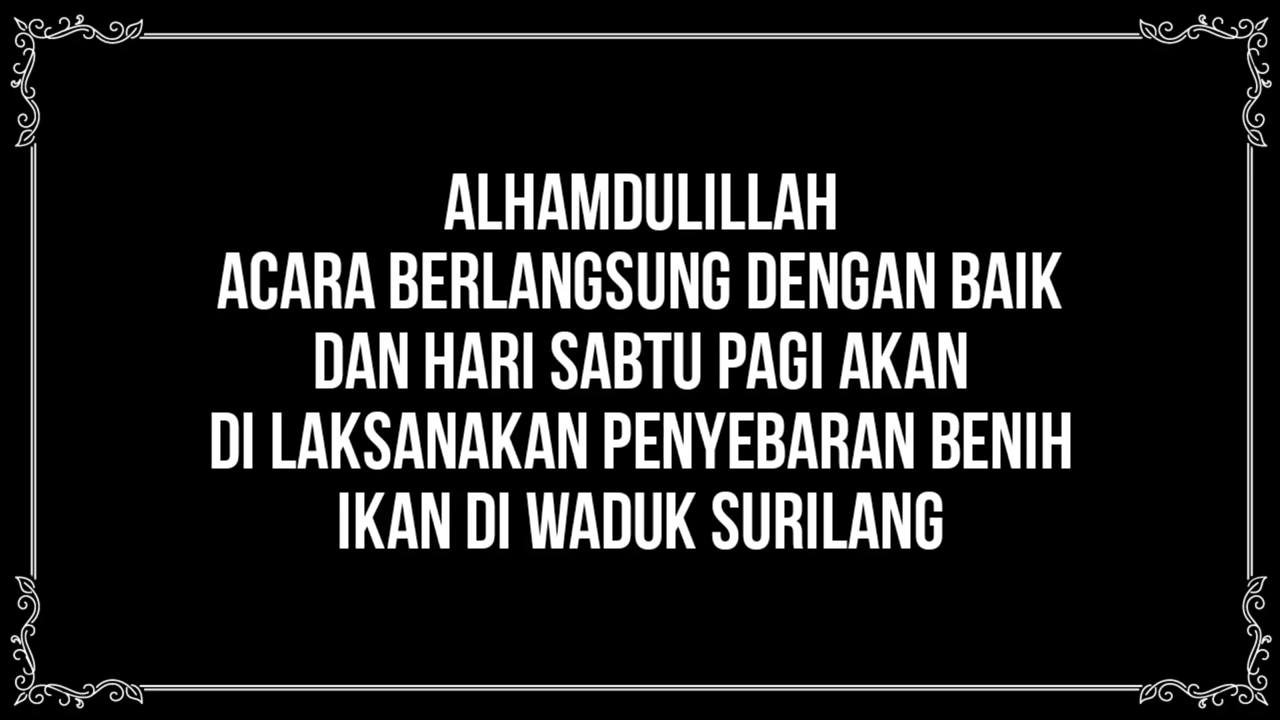 ALHAMDULILLAH
ACARA BERLANGSUNG DENGAN BAIK
DAN HARI SABTU PAGI AKAN
DI LAKSANAKAN PENYEBARAN BENIH
IKAN DI WADUK SURILANG